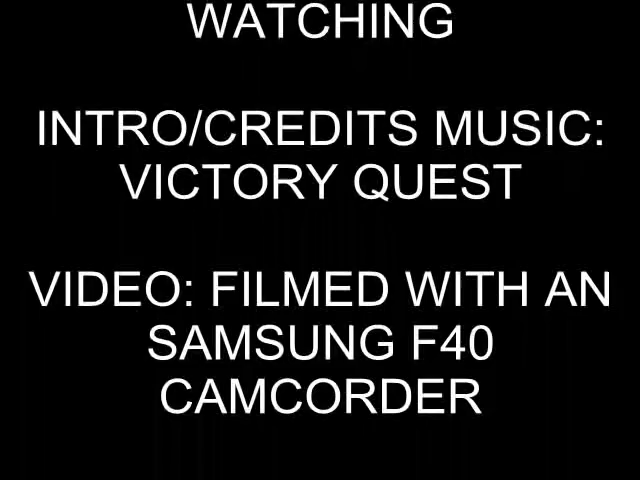 WATCHING
INTRO/CREDITS MUSIC:
VICTORY QUEST
VIDEO: FILMED WITH AN
SAMSUNG F40
CAMCORDER